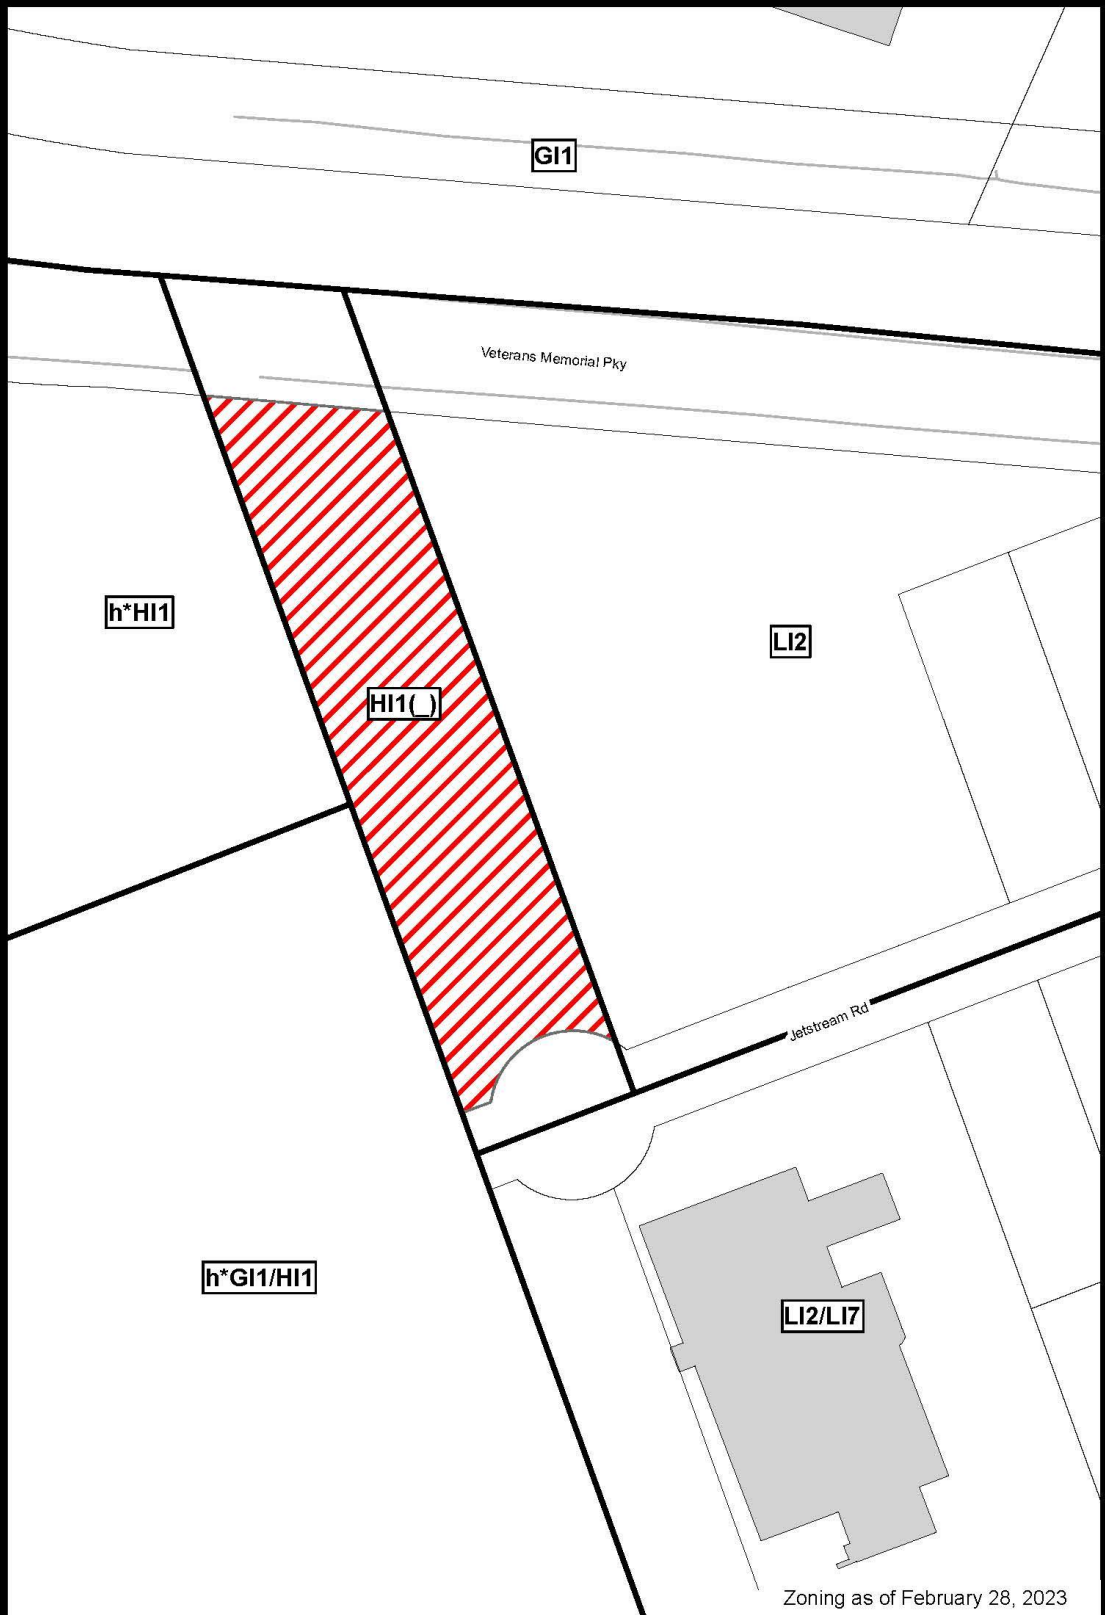 GI1
Veterans Memorial Pky
h*HI1
LI2
HI1(_)
Jetstream Rd
h*GI1/HI1
LI2/LI7
Zoning as of February 28, 2023